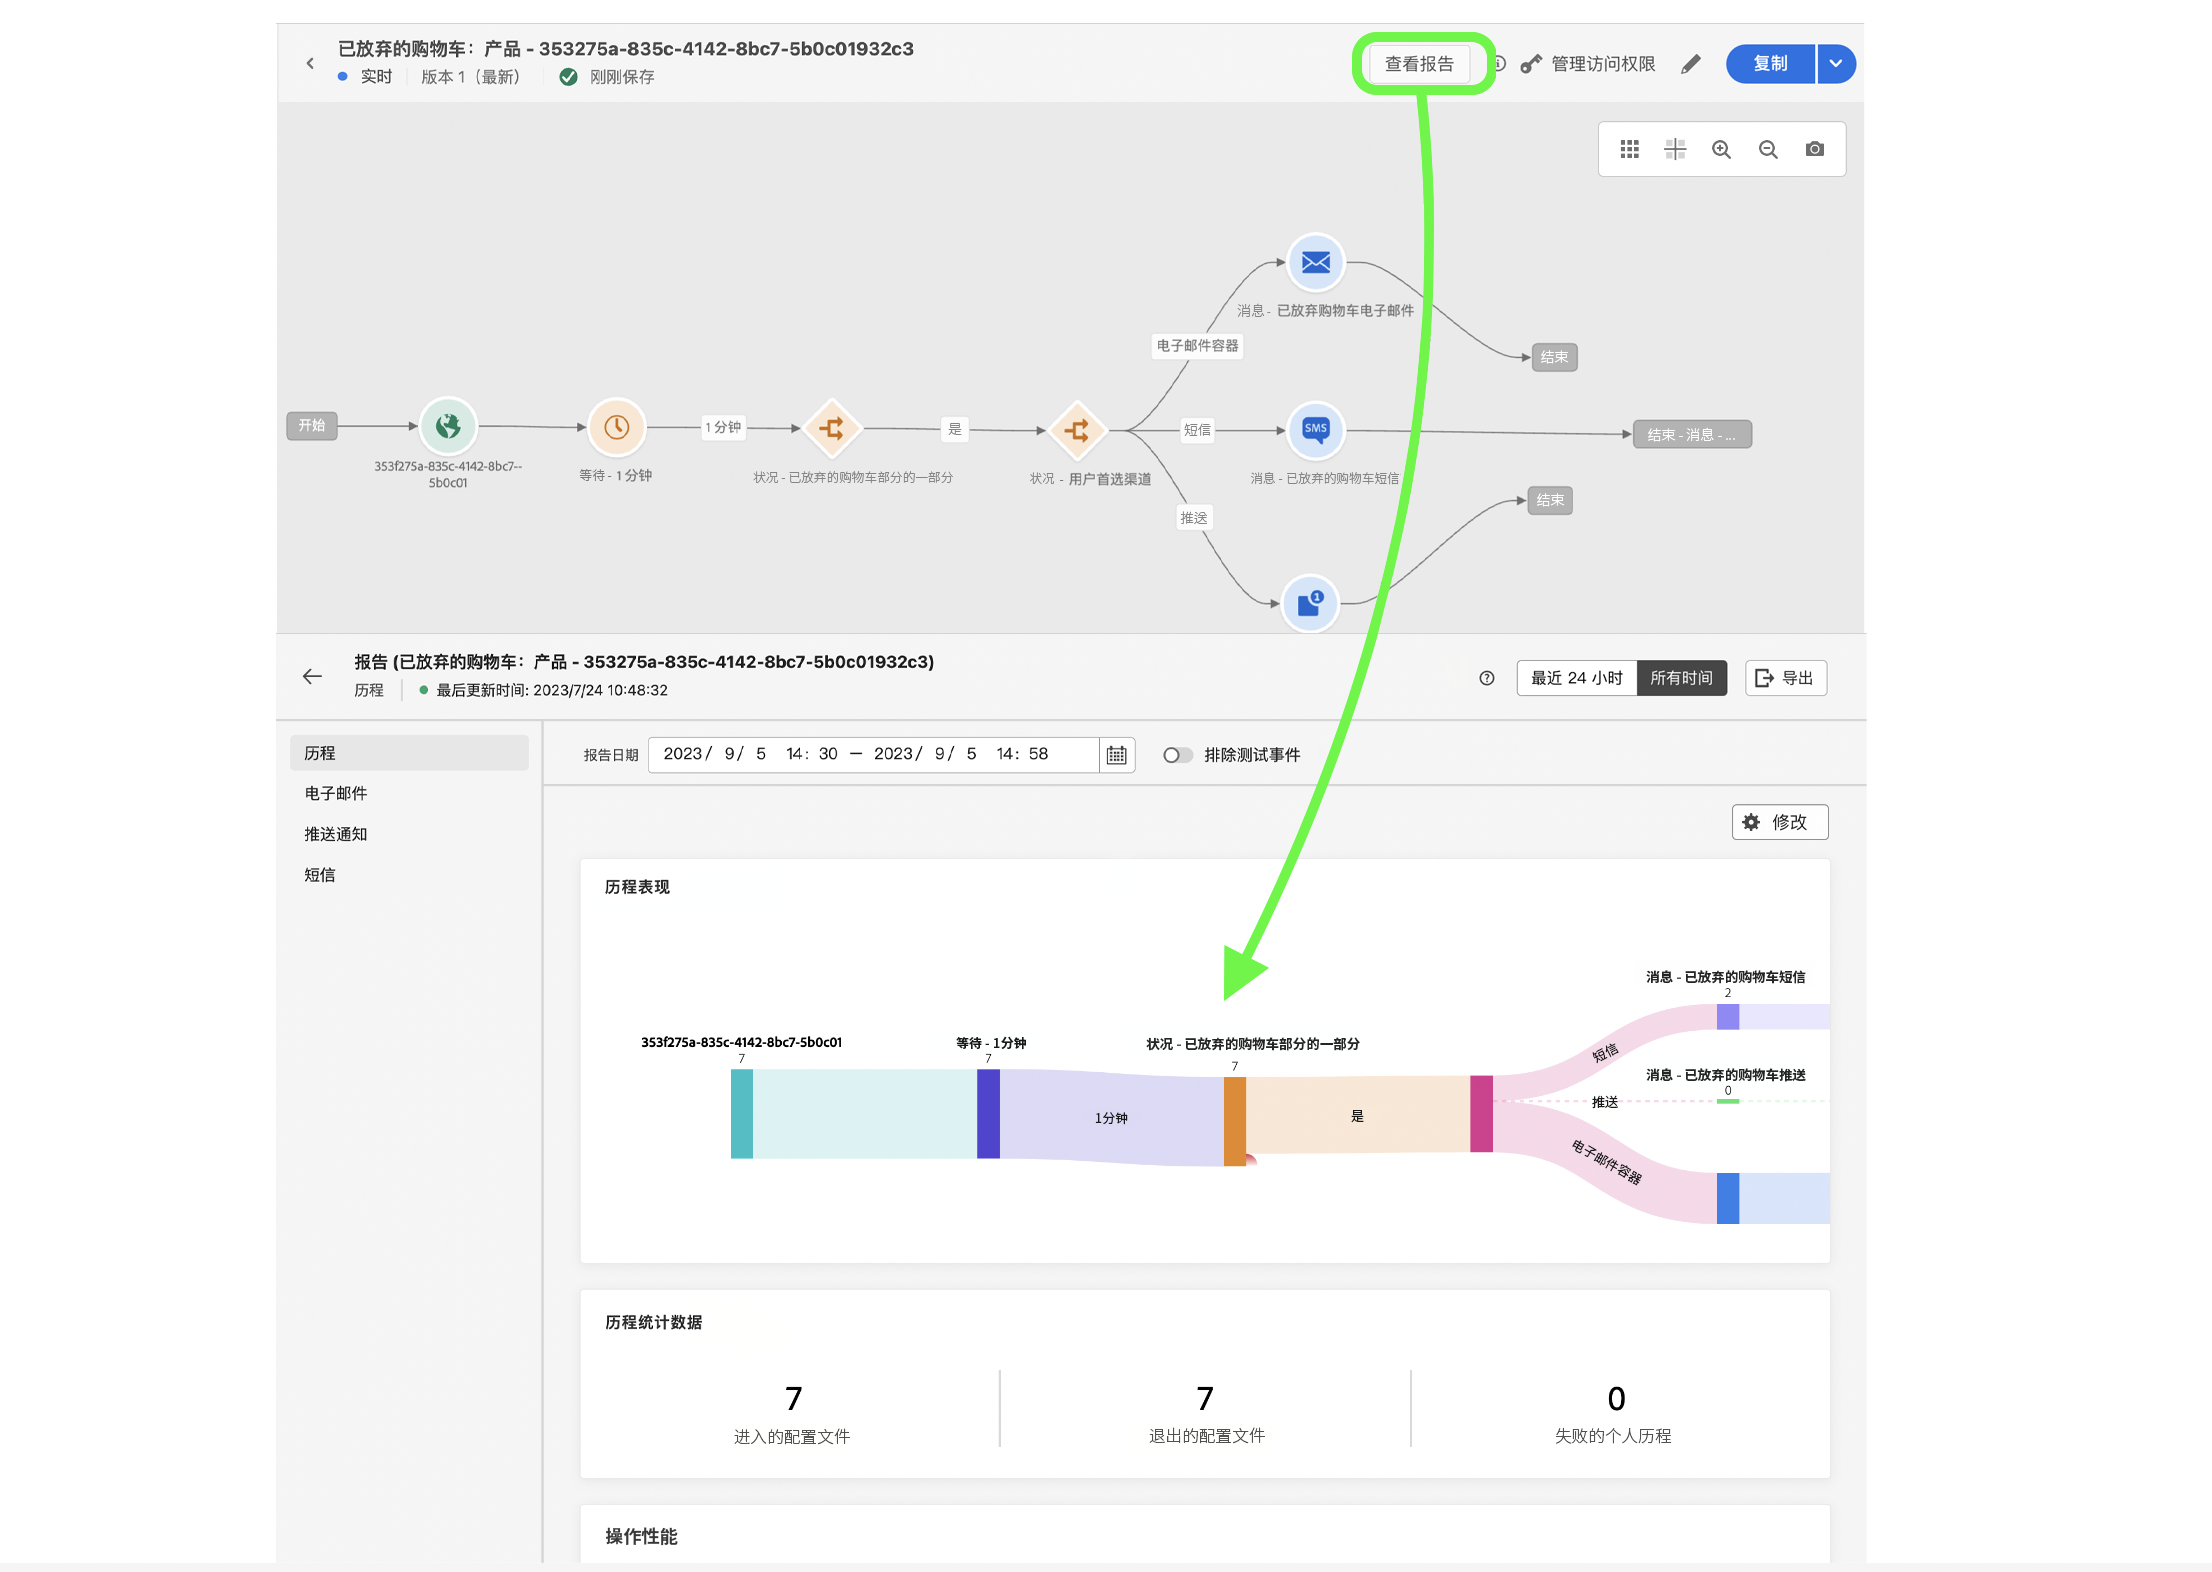 已放弃的购物车：产品 - 353275a-835c-4142-8bc7-5b0c01932c3
实时
版本 1（最新）
刚刚保存
查看报告
管理访问权限
复制
开始
353f275a-835c-4142-8bc7--
5b0c01
等待 - 1 分钟
1 分钟
状况 - 已放弃的购物车部分的一部分
是
状况 - 用户首选渠道
电子邮件容器
短信
推送
消息 - 已放弃购物车电子邮件
SMS
消息 - 已放弃的购物车短信
1
结束
结束 - 消息 - ...
结束
报告 (已放弃的购物车：产品 - 353275a-835c-4142-8bc7-5b0c01932c3)
历程
最后更新时间: 2023/7/24 10:48:32
最近 24 小时
所有时间
导出
历程
电子邮件
推送通知
短信
报告日期
2023/ 9/ 5 14: 30 – 2023/ 9/ 5 14: 58
排除测试事件
修改
历程表现
353f275a-835c-4142-8bc7-5b0c01
7
等待 - 1分钟
7
1分钟
状况 - 已放弃的购物车部分的一部分
7
是
短信
推送
电子邮件容器
消息 - 已放弃的购物车短信
2
消息 - 已放弃的购物车推送
0
历程统计数据
7
进入的配置文件
7
退出的配置文件
0
失败的个人历程
操作性能